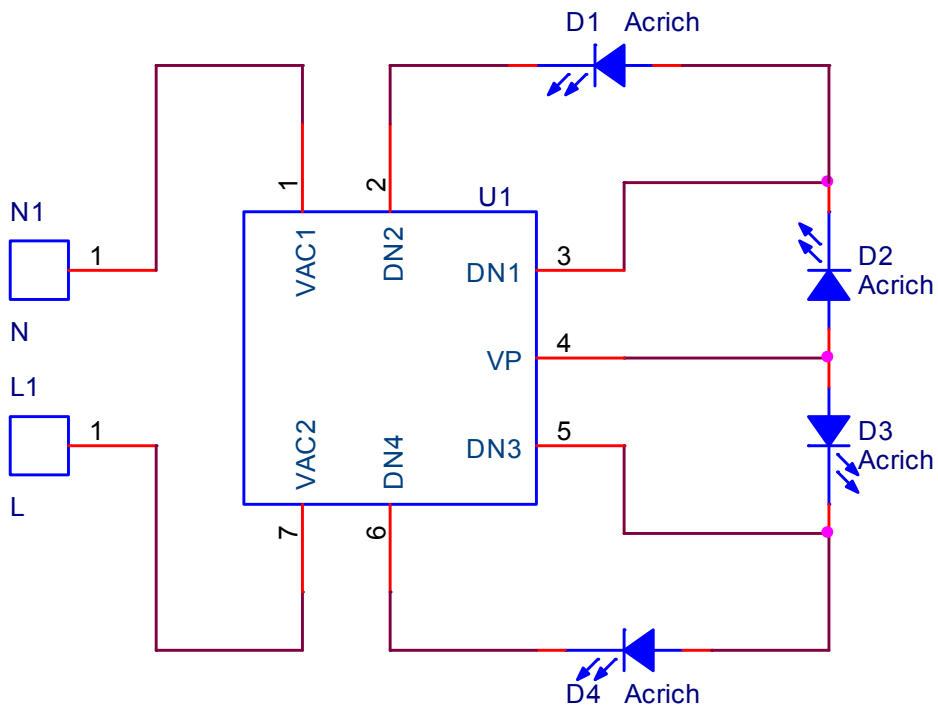 D1 Acrich
1
2
U1
N1
1
N
VAC1
DN2
DN1
3
D2
Acrich
VP
4
L1
1
L
VAC2
DN4
DN3
5
D3
Acrich
7
6
D4 Acrich